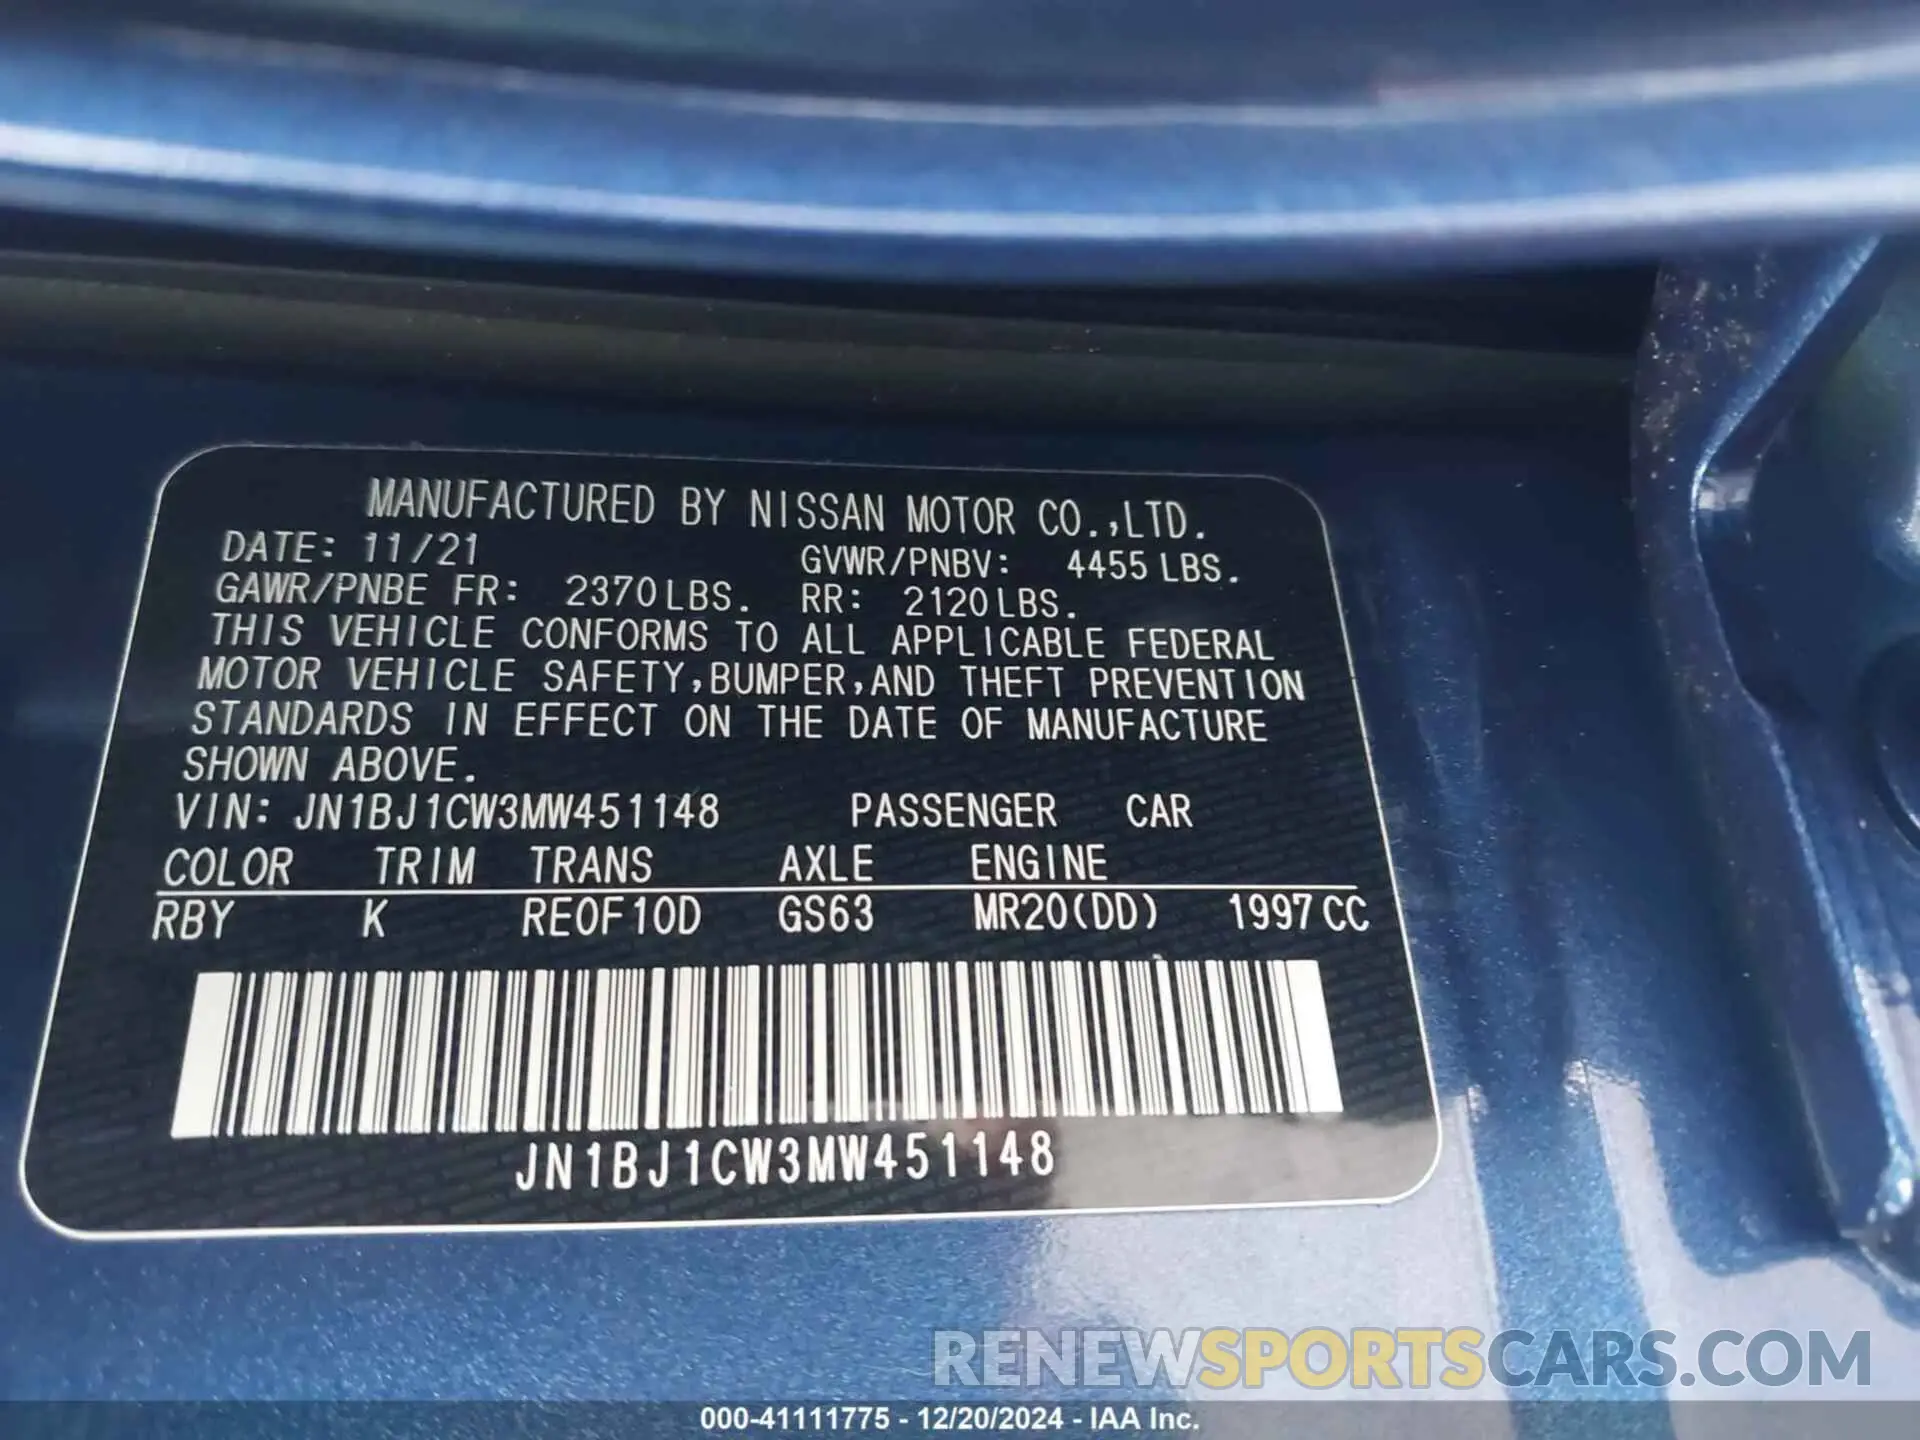 MANUFACTURED BY NISSAN MOTOR CO.,LTD.
DATE: 11/21 GVWR/PNBV: 4455 LBS.
GAWR/PNBE FR: 2370 LBS. RR: 2120 LBS.
THIS VEHICLE CONFORMS TO ALL APPLICABLE FEDERAL
MOTOR VEHICLE SAFETY,BUMPER,AND THEFT PREVENTION
STANDARDS IN EFFECT ON THE DATE OF MANUFACTURE
SHOWN ABOVE.
VIN: JN1BJ1CW3MW451148 PASSENGER CAR
COLOR TRIM TRANS AXLE ENGINE
RBY K RE0F10D GS63 MR20(DD) 1997 CC
JN1BJ1CW3MW451148
RENEWSPORTSCARS.COM
000-41111775 - 12/20/2024 - IAA Inc.